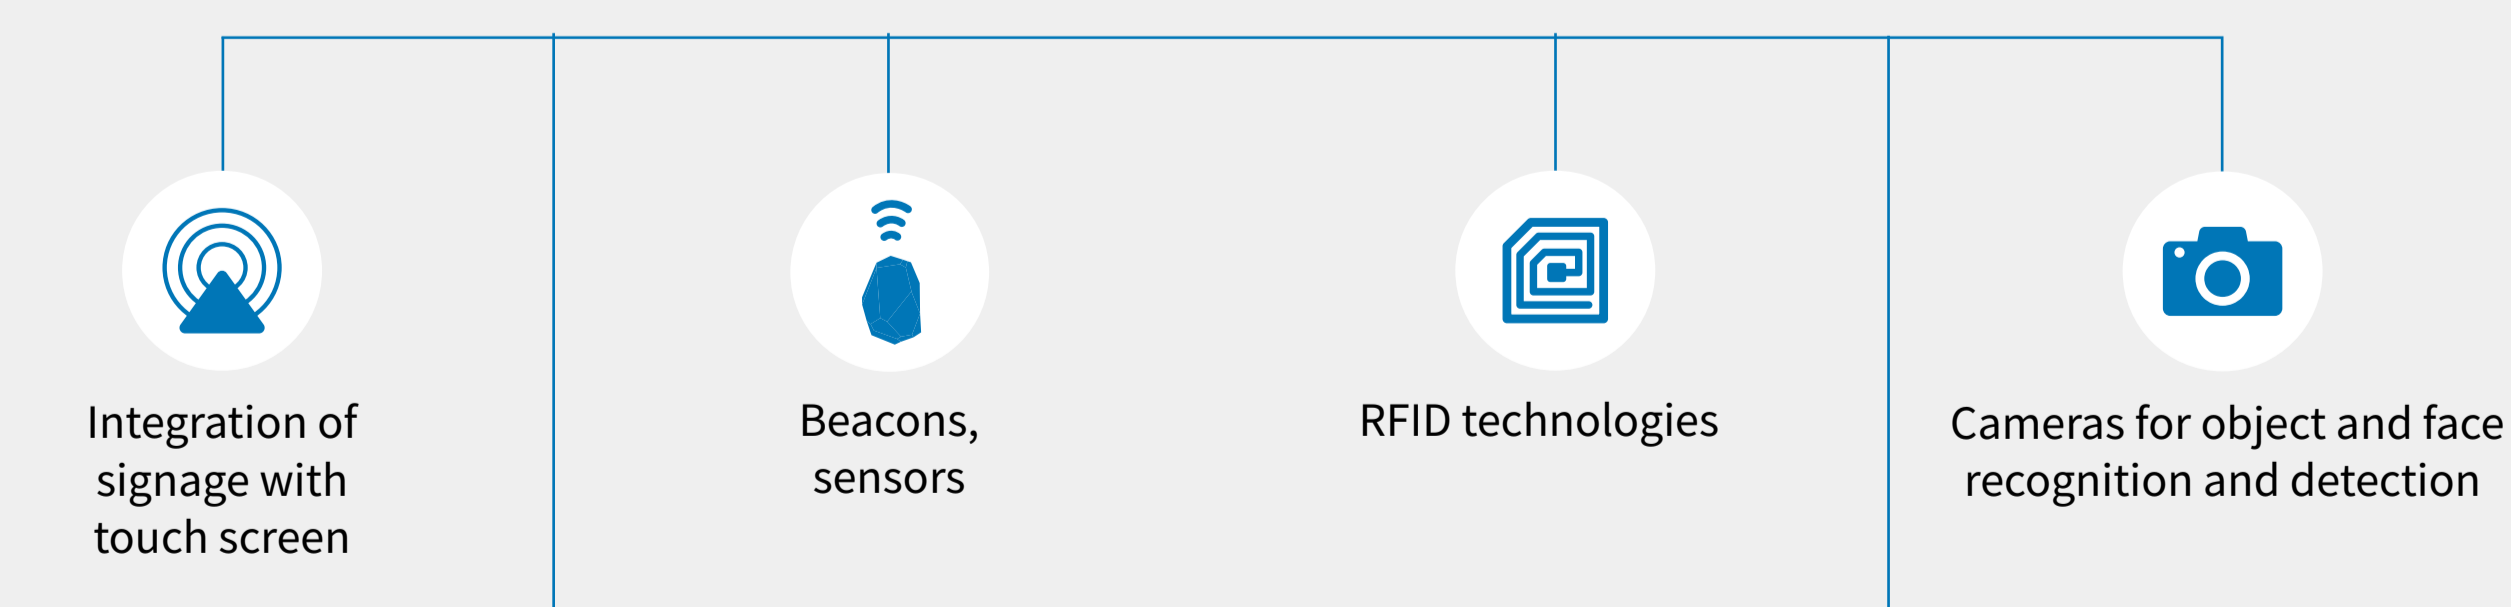 Integration of
signage with
touch screen
Beacons,
sensors
RFID technologies
Cameras for object and face
recognition and detection